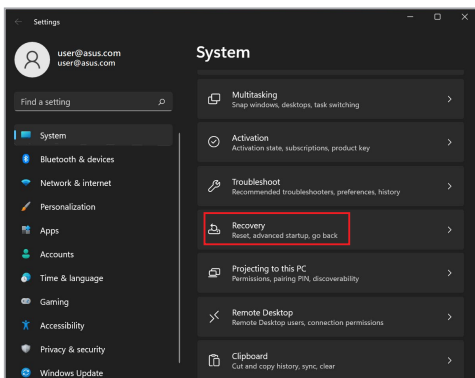 Settings
user@asus.com
user@asus.com
Find a setting
System
Bluetooth & devices
Network & internet
Personalization
Apps
Accounts
Time & language
Gaming
Accessibility
Privacy & security
Windows Update
System
Multitasking
Snap windows, desktops, task switching
Activation
Activation state, subscriptions, product key
Troubleshoot
Recommended troubleshooters, preferences, history
Recovery
Reset, advanced startup, go back
Projecting to this PC
Permissions, pairing PIN, discoverability
Remote Desktop
Remote Desktop users, connection permissions
Clipboard
Cut and copy history, sync, clear